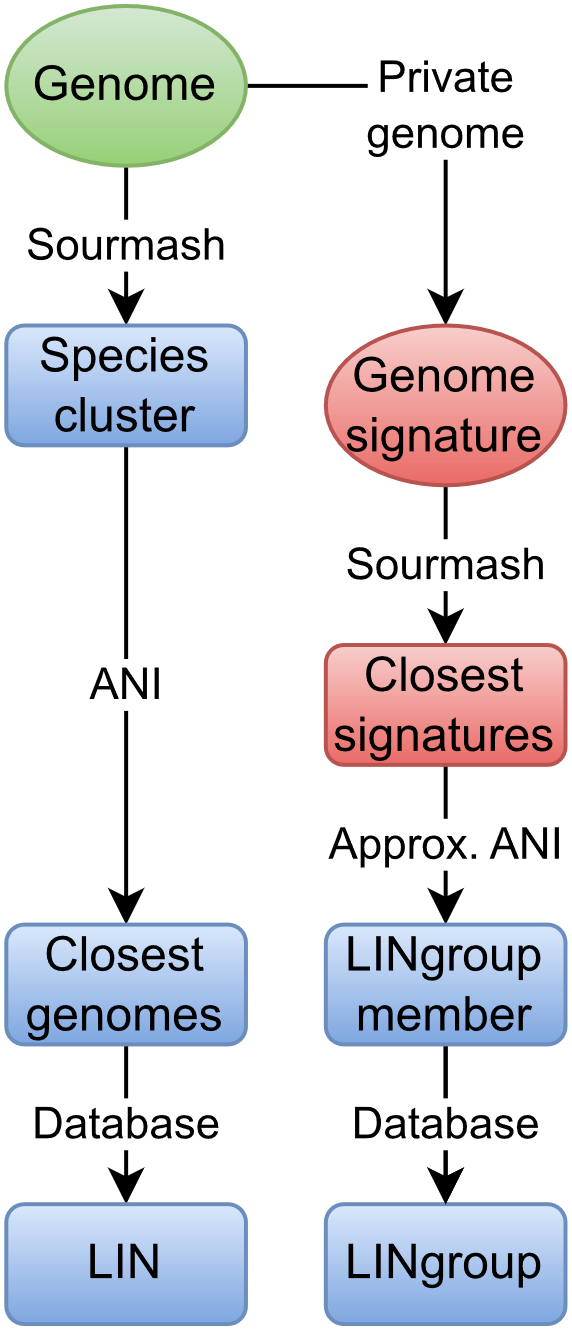 Genome
Private
genome
Sourmash
Species
cluster
Genome
signature
Sourmash
ANI
Closest
signatures
Approx. ANI
Closest
genomes
LINgroup
member
Database
Database
LIN
LINgroup